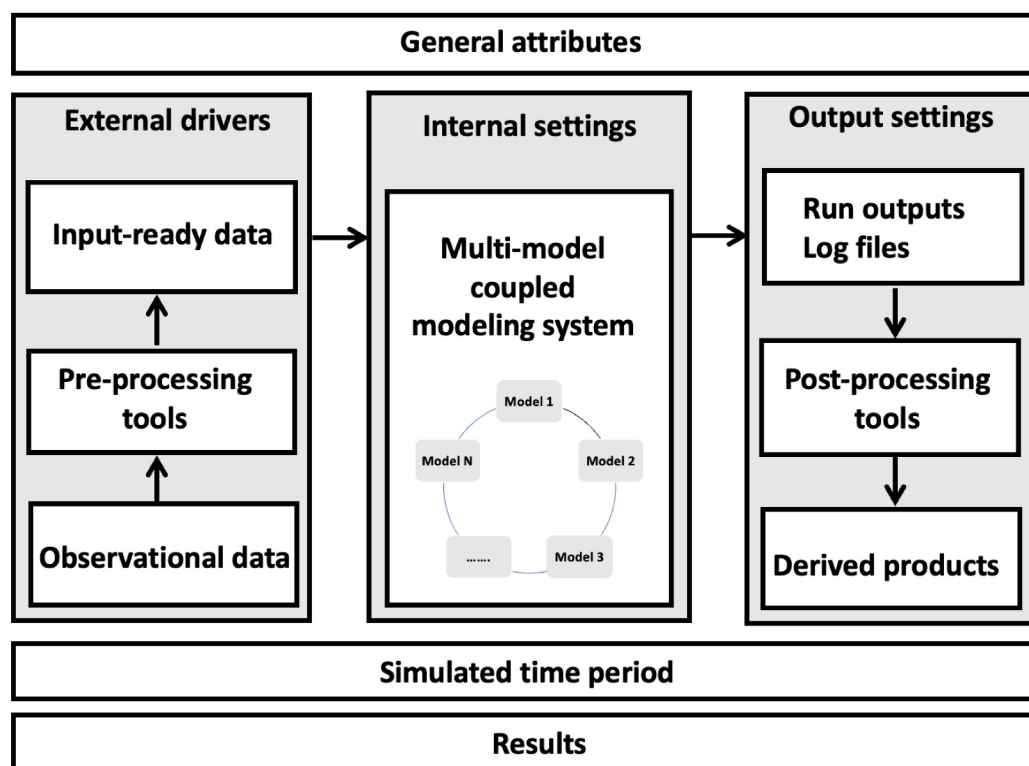 General attributes
External drivers
Input-ready data
Pre-processing
tools
Observational data
Internal settings
Multi-model
coupled
modeling system
Model 1
Model N
Model 2
.......
Model 3
Output settings
Run outputs
Log files
Post-processing
tools
Derived products
Simulated time period
Results